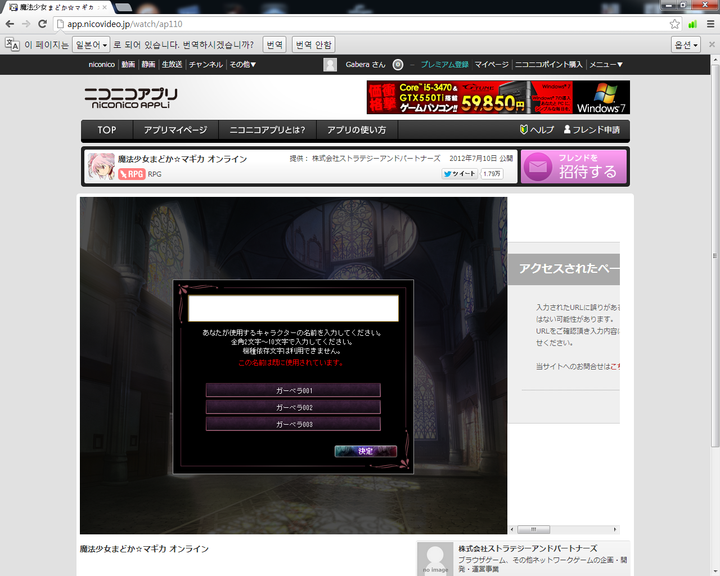 魔法少女まどか☆マギカ
app.nicovideo.jp/watch/ap110
이 페이지는 일본어 로 되어 있습니다. 번역하시겠습니까? 번역 번역 안함 옵션
niconico 動画 静画 生放送 チャンネル その他▼ Gabera さん プレミアム登録 マイページ ニコニコポイント購入 メニュー▼
ニコニコアプリ
niconico APPLI
Core i5-3470&
GTX550Ti搭載
ゲームパソコン!! 59,850円 Windows 7
TOP アプリマイページ ニコニコアプリとは? アプリの使い方 ヘルプ フレンド申請
魔法少女まどか☆マギカ オンライン 提供： 株式会社ストラテジーアンドパートナーズ 2012年7月10日 公開
RPG RPG ツイート 1.79万
フレンドを
招待する
あなたが使用するキャラクターの名前を入力してください。
全角2文字～10文字で入力してください。
機種依存文字は利用できません。
この名前は既に使用されています。
ガーベラ001
ガーベラ002
ガーベラ003
決定
アクセスされたペー
入力されたURLに誤りがある
はない可能性があります。
URLをご確認頂き入力内容に
せください。
当サイトへのお問合せはこち
魔法少女まどか☆マギカ オンライン
no image
株式会社ストラテジーアンドパートナーズ
ブラウザゲーム、その他ネットワークゲームの企画・開
発・運営事業